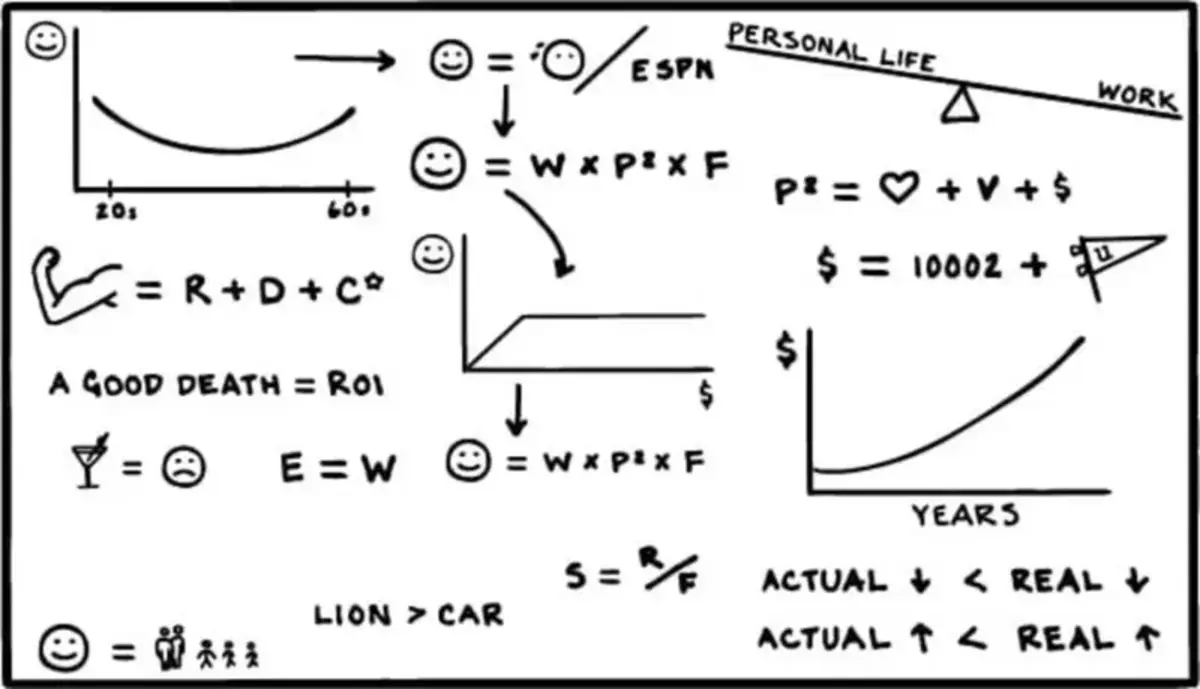 = ESPN
PERSONAL LIFE
WORK
20s 60s
= W x P² x F
P² = ♡ + V + $
= R + D + C☆
$ = 10002 +
U
$
A GOOD DEATH = ROI
$
=
E = W
= W x P² x F
YEARS
S = R/F
ACTUAL ↓ < REAL ↓
LION > CAR
ACTUAL ↑ < REAL ↑
=